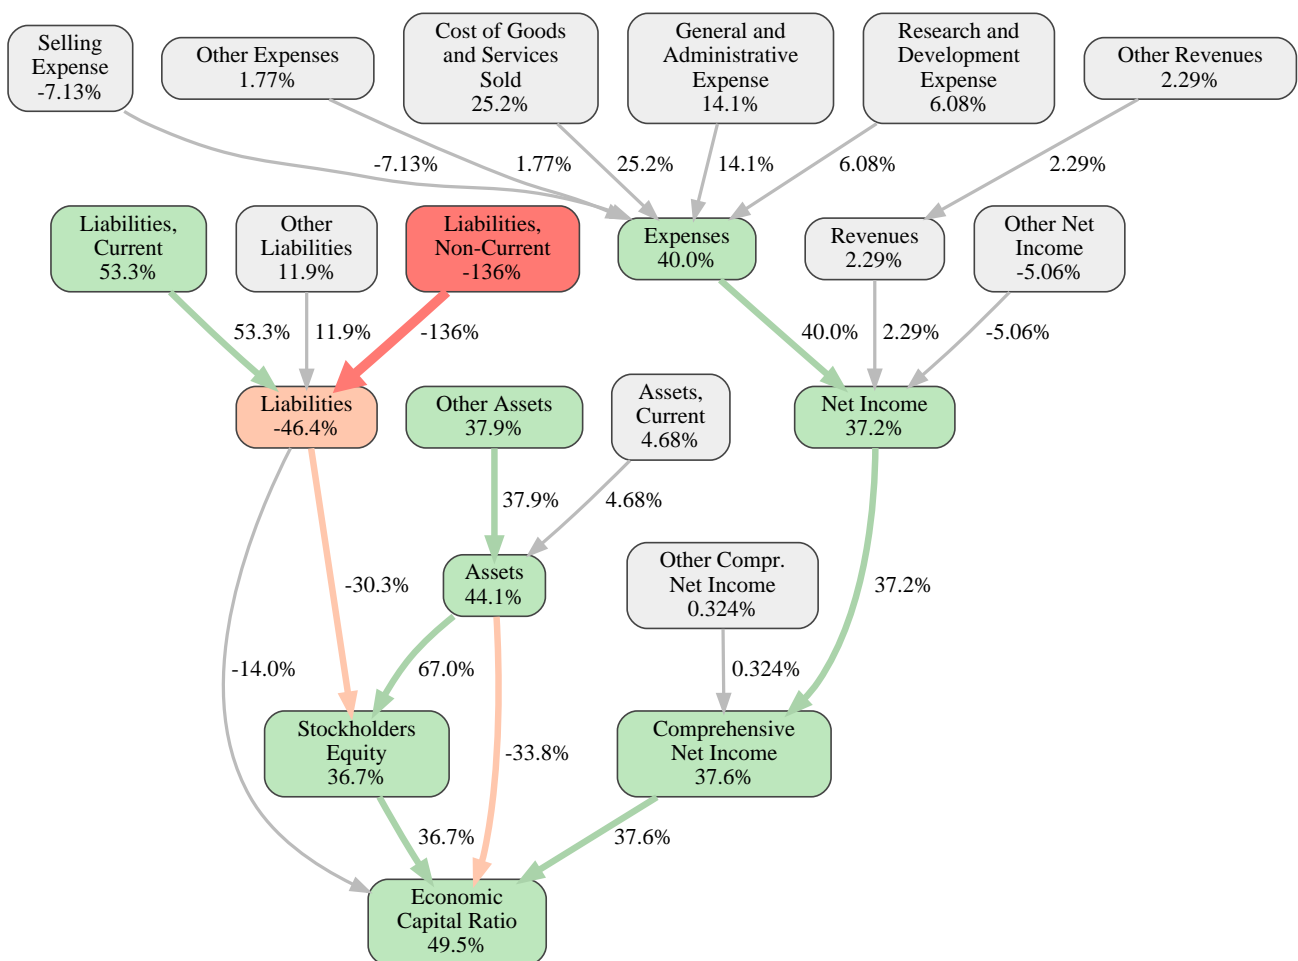 Selling
Expense
-7.13%
Other Expenses
1.77%
Cost of Goods
and Services
Sold
25.2%
General and
Administrative
Expense
14.1%
Research and
Development
Expense
6.08%
Other Revenues
2.29%
-7.13%
1.77%
25.2%
14.1%
6.08%
2.29%
Liabilities,
Current
53.3%
Other
Liabilities
11.9%
Liabilities,
Non-Current
-136%
Expenses
40.0%
Revenues
2.29%
Other Net
Income
-5.06%
53.3%
11.9%
-136%
40.0%
2.29%
-5.06%
Liabilities
-46.4%
Other Assets
37.9%
Assets,
Current
4.68%
Net Income
37.2%
37.9%
4.68%
Assets
44.1%
Other Compr.
Net Income
0.324%
-30.3%
37.2%
-14.0%
67.0%
0.324%
Stockholders
Equity
36.7%
-33.8%
Comprehensive
Net Income
37.6%
36.7%
37.6%
Economic
Capital Ratio
49.5%